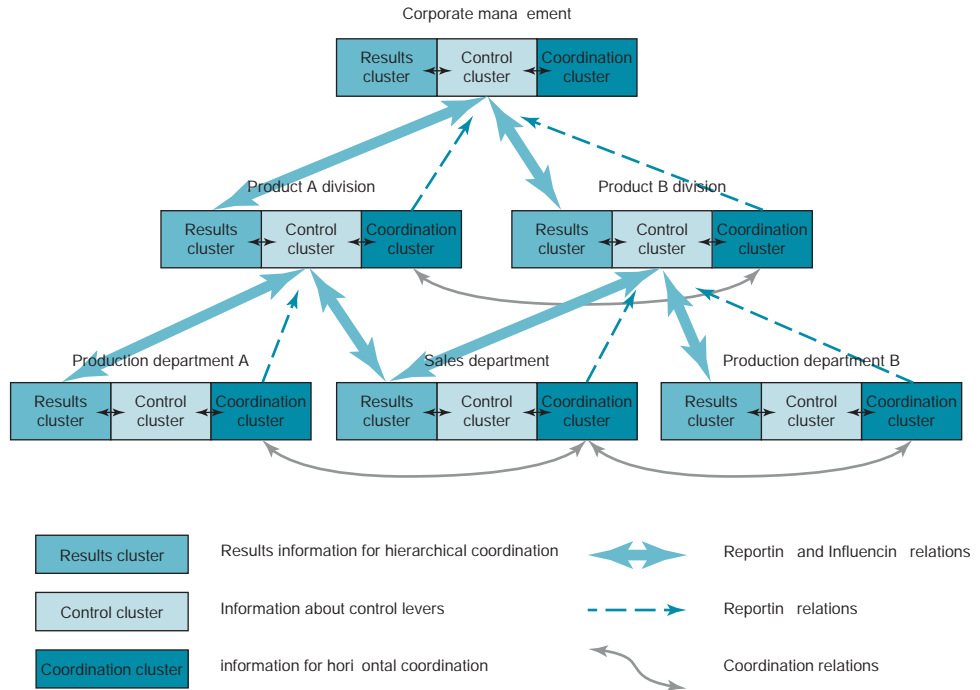 Corporate mana ement
Results Control Coordination
cluster cluster cluster
Product A division Product B division
Results Control Coordination Results Control Coordination
cluster cluster cluster cluster cluster cluster
Production department A Sales department Production department B
Results Control Coordination Results Control Coordination Results Control Coordination
cluster cluster cluster cluster cluster cluster cluster cluster cluster
Results cluster Results information for hierarchical coordination Reportin and Influencin relations
Control cluster Information about control levers Reportin relations
Coordination cluster information for hori ontal coordination Coordination relations